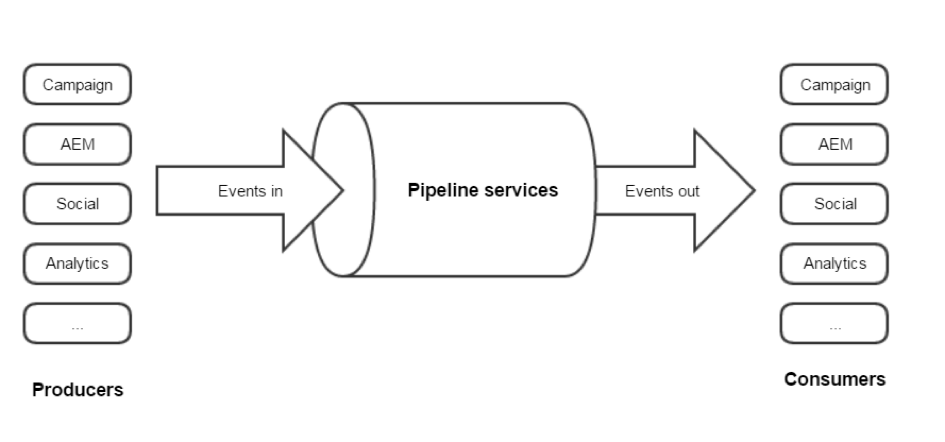 Campaign
AEM
Social
Analytics
...
Producers
Events in
Pipeline services
Events out
Campaign
AEM
Social
Analytics
...
Consumers